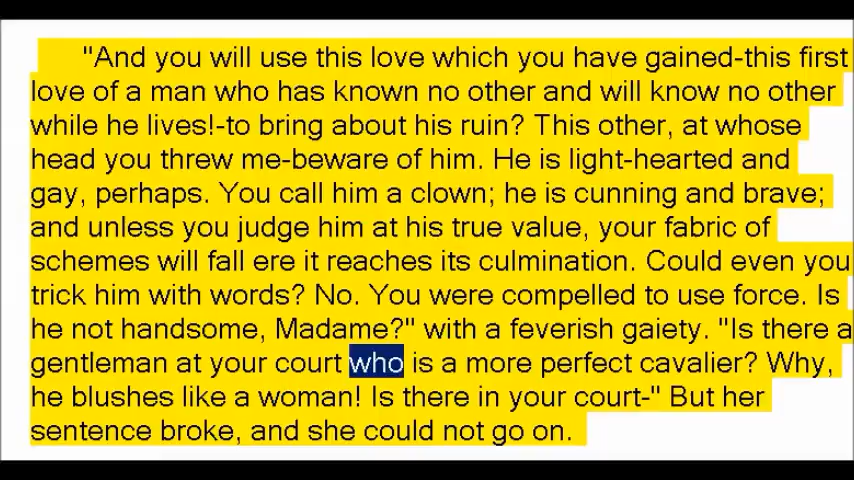 "And you will use this love which you have gained-this first
love of a man who has known no other and will know no other
while he lives!-to bring about his ruin? This other, at whose
head you threw me-beware of him. He is light-hearted and
gay, perhaps. You call him a clown; he is cunning and brave;
and unless you judge him at his true value, your fabric of
schemes will fall ere it reaches its culmination. Could even you
trick him with words? No. You were compelled to use force. Is
he not handsome, Madame?" with a feverish gaiety. "Is there a
gentleman at your court who is a more perfect cavalier? Why,
he blushes like a woman! Is there in your court-" But her
sentence broke, and she could not go on.